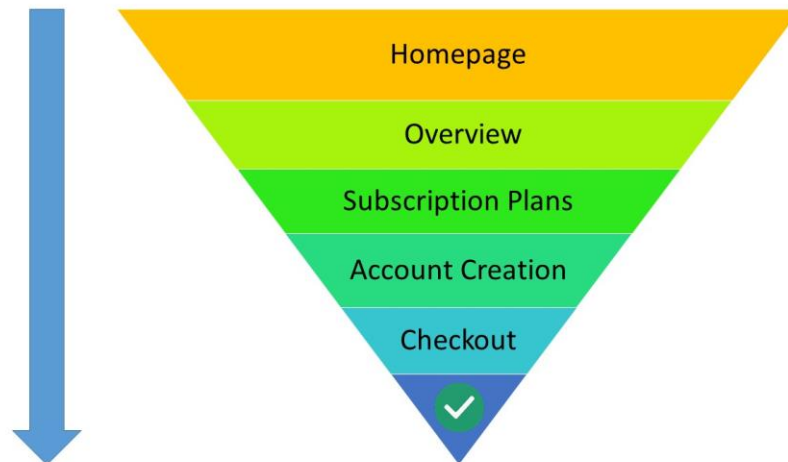 Homepage
Overview
Subscription Plans
Account Creation
Checkout